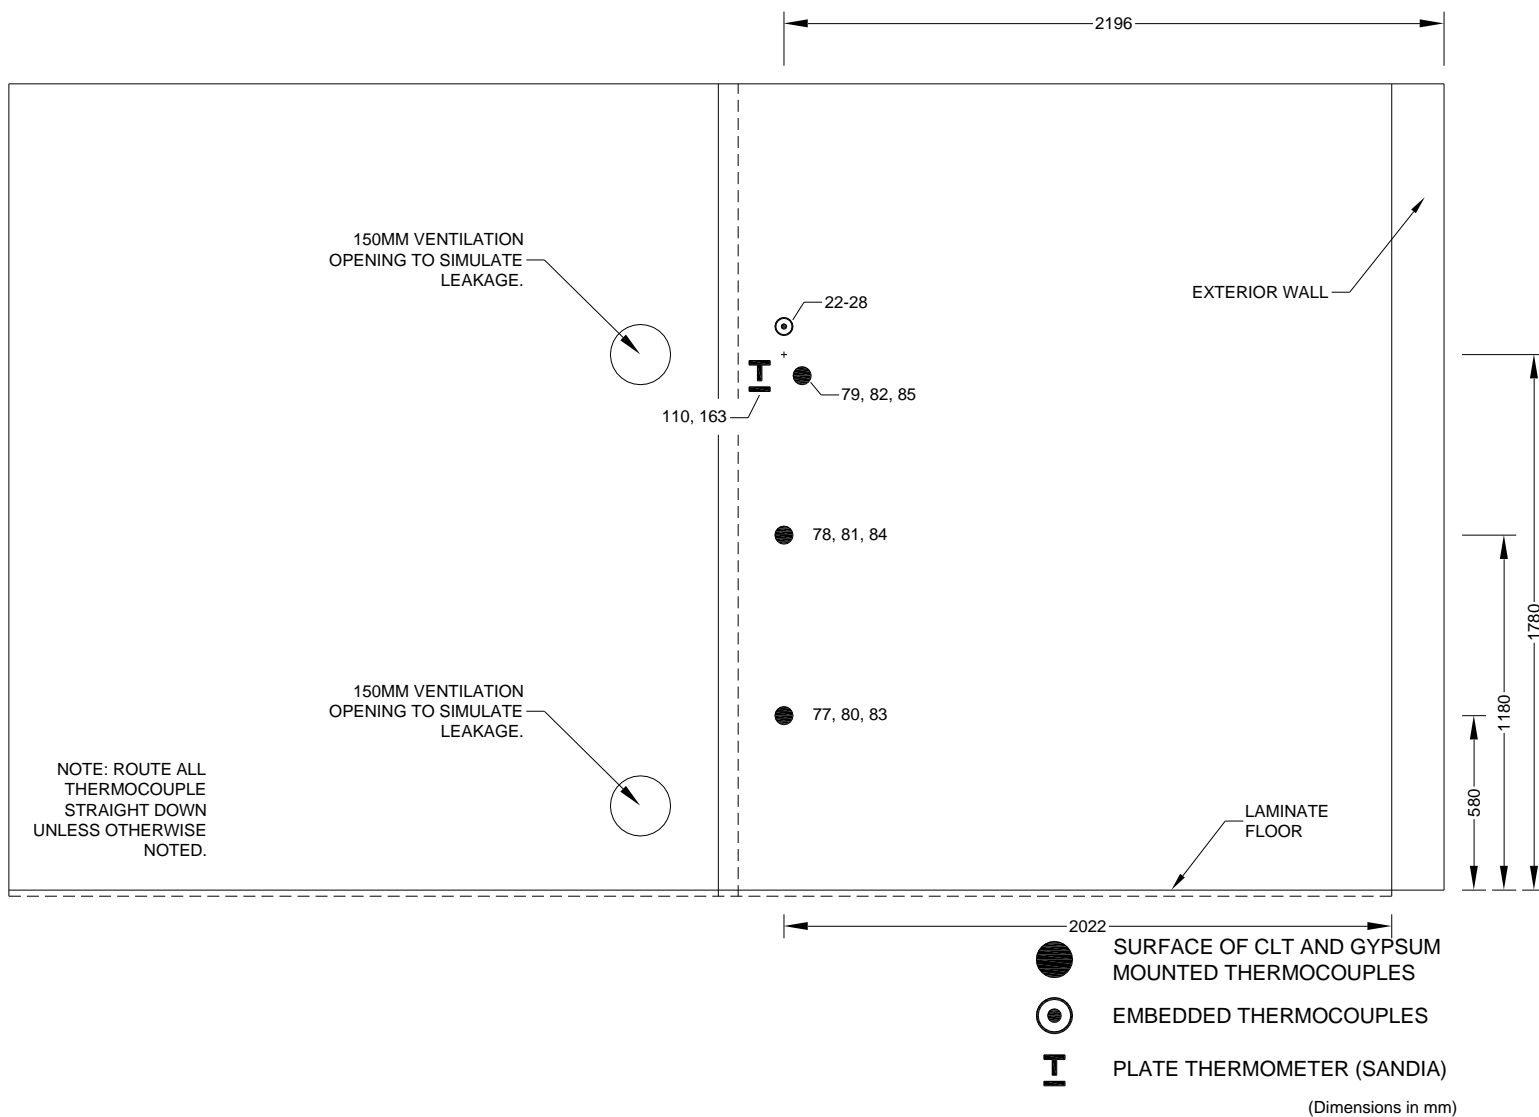 2196
150MM VENTILATION
OPENING TO SIMULATE
LEAKAGE.
EXTERIOR WALL
22-28
79, 82, 85
110, 163
78, 81, 84
1780
1180
580
150MM VENTILATION
OPENING TO SIMULATE
LEAKAGE.
77, 80, 83
NOTE: ROUTE ALL
THERMOCOUPLE
STRAIGHT DOWN
UNLESS OTHERWISE
NOTED.
LAMINATE
FLOOR
2022
SURFACE OF CLT AND GYPSUM
MOUNTED THERMOCOUPLES
EMBEDDED THERMOCOUPLES
T
PLATE THERMOMETER (SANDIA)
(Dimensions in mm)